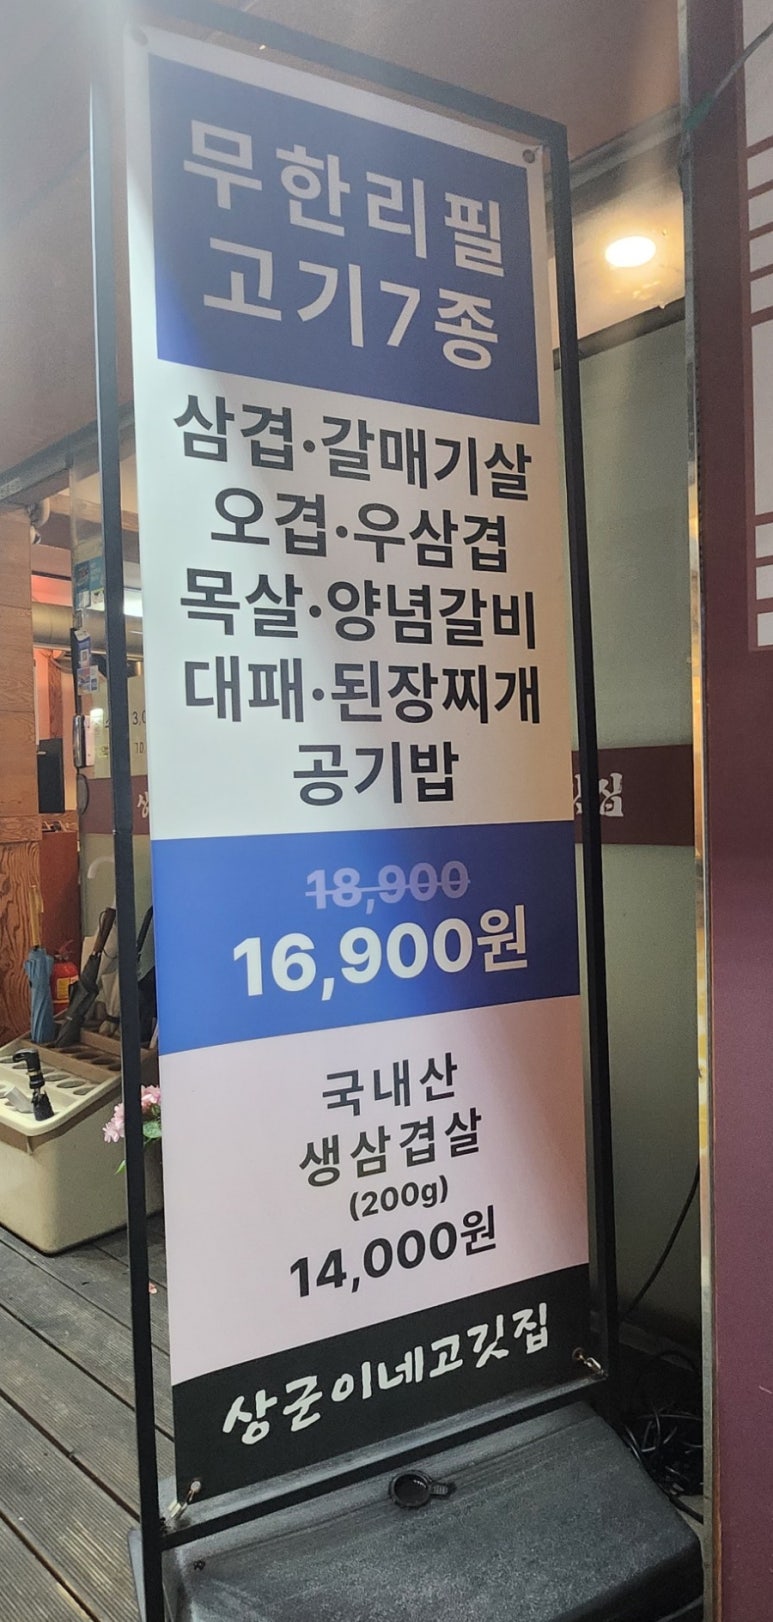 무한리필
고기7종
삼겹·갈매기살
오겹·우삼겹
목살·양념갈비
대패·된장찌개
공기밥
18,900
16,900원
국내산
생삼겹살
(200g)
14,000원
상군이네고깃집